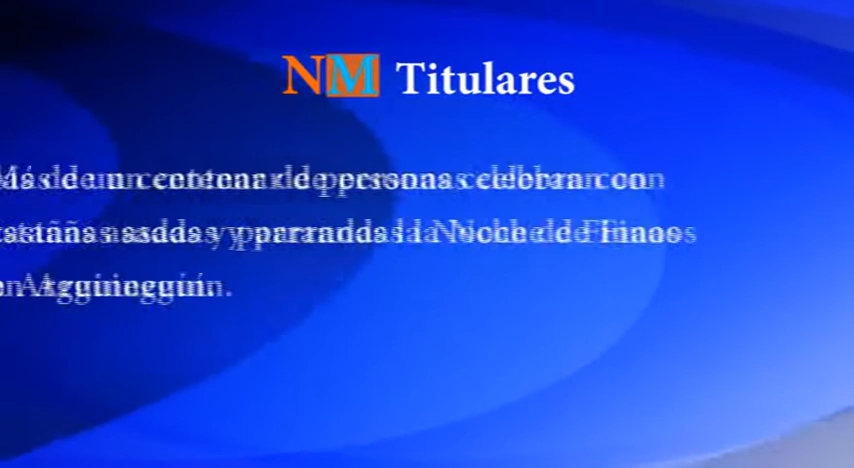 NM Titulares
Más de un centenar de personas celebran con
castañas asadas y parrandas la Noche de Finaos
en Arguineguín.